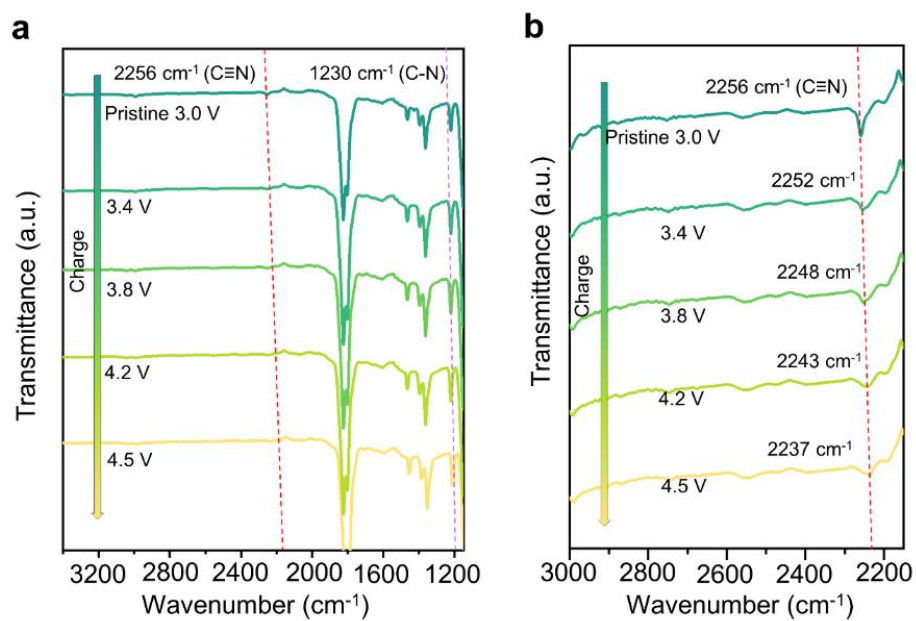 a
2256 cm⁻¹ (C≡N)
1230 cm⁻¹ (C-N)
Pristine 3.0 V
3.4 V
Charge
3.8 V
4.2 V
4.5 V
Transmittance (a.u.)
3200 2800 2400 2000 1600 1200
Wavenumber (cm⁻¹)
b
2256 cm⁻¹ (C≡N)
Pristine 3.0 V
2252 cm⁻¹
3.4 V
Charge
2248 cm⁻¹
3.8 V
2243 cm⁻¹
4.2 V
2237 cm⁻¹
4.5 V
Transmittance (a.u.)
3000 2800 2600 2400 2200
Wavenumber (cm⁻¹)